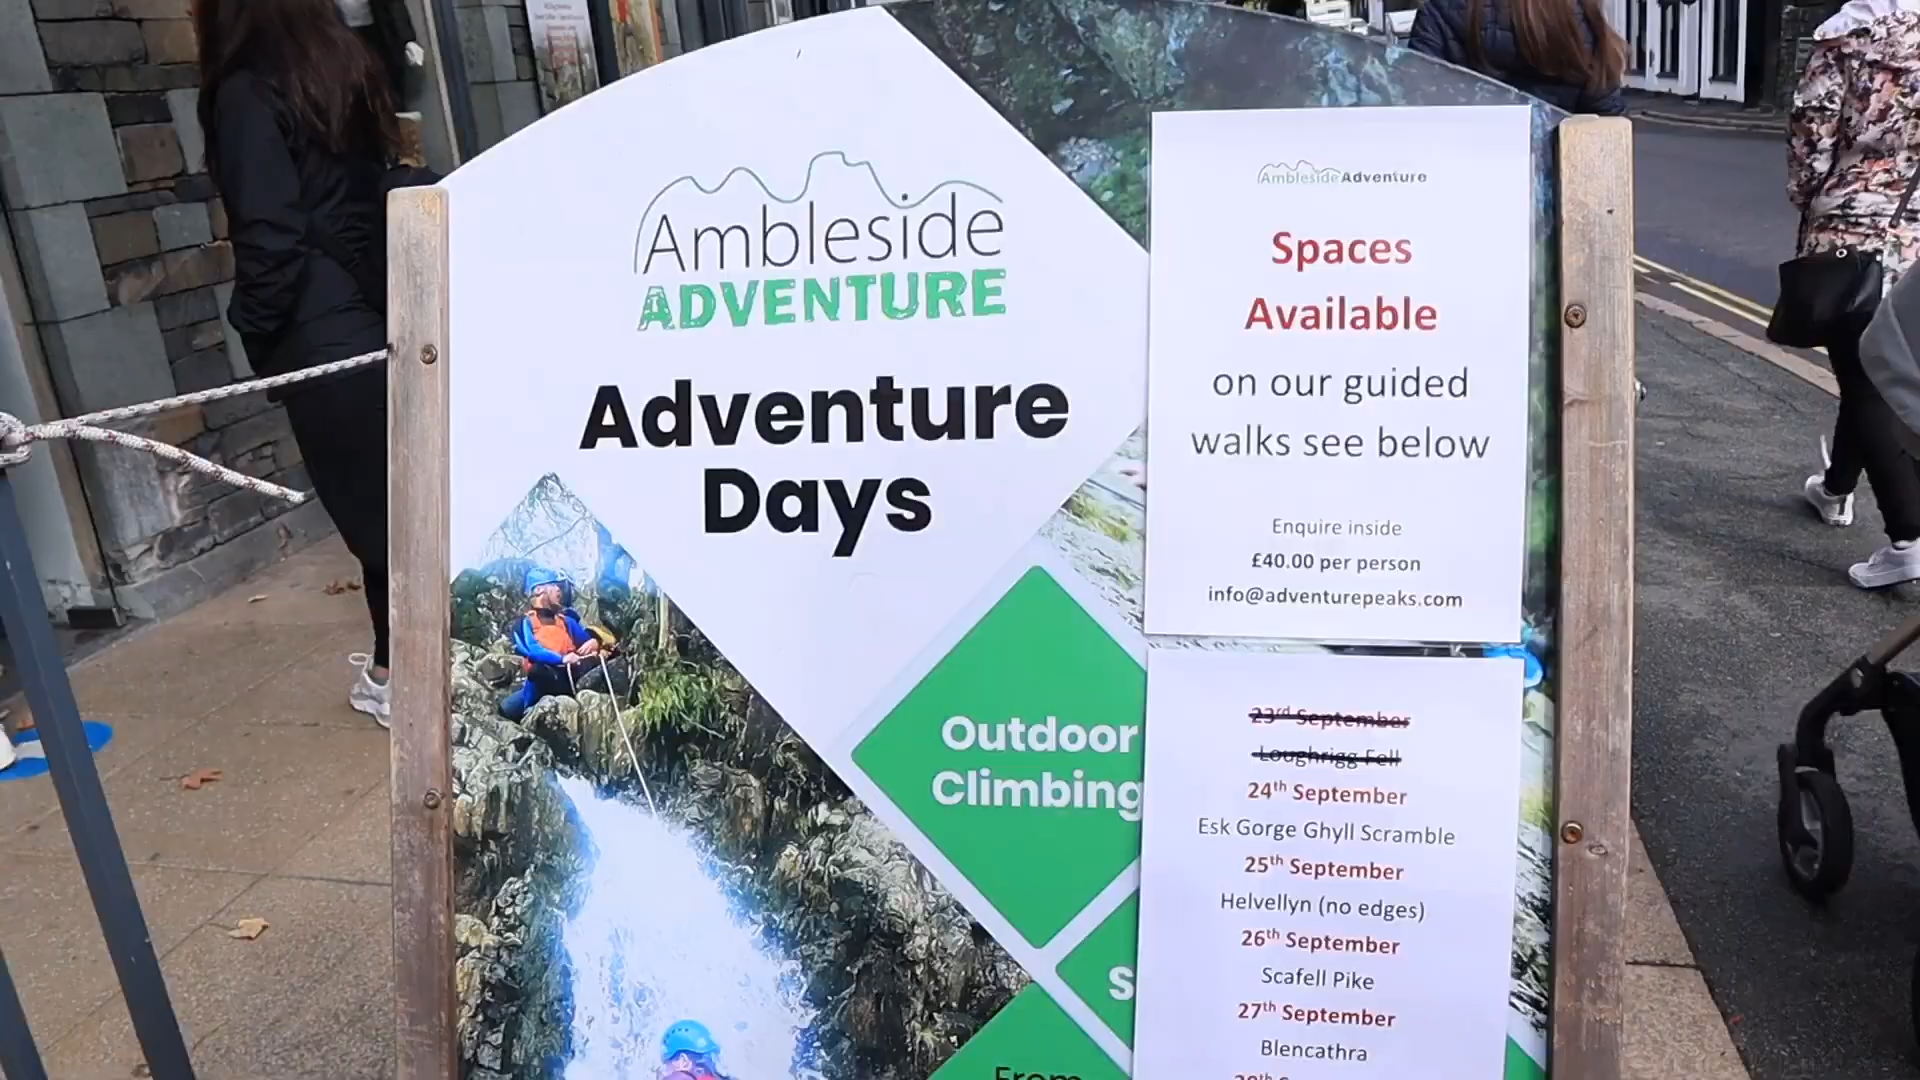 Ambleside
ADVENTURE
Adventure
Days
Outdoor
Climbing
S
From
AmblesideAdventure
Spaces
Available
on our guided
walks see below
Enquire inside
£40.00 per person
info@adventurepeaks.com
23rd September
Loughrigg Fell
24th September
Esk Gorge Ghyll Scramble
25th September
Helvellyn (no edges)
26th September
Scafell Pike
27th September
Blencathra